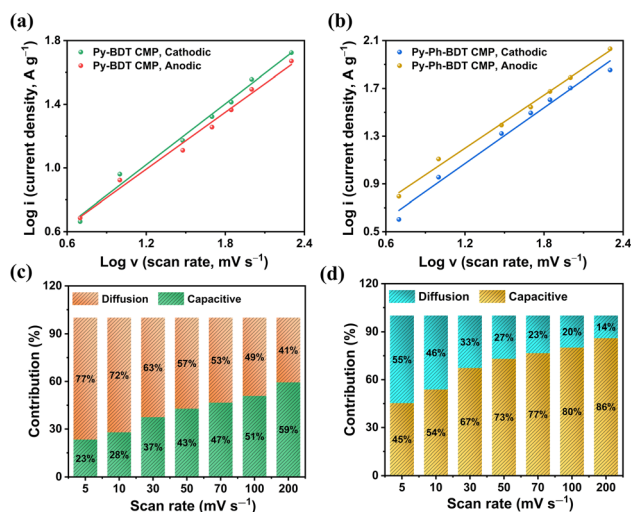 (a)
Py-BDT CMP, Cathodic
Py-BDT CMP, Anodic
Log i (current density, A g⁻¹)
1.8
1.4
1.0
0.6
0.6 1.2 1.8 2.4
Log v (scan rate, mV s⁻¹)
(b)
Py-Ph-BDT CMP, Cathodic
Py-Ph-BDT CMP, Anodic
Log i (current density, A g⁻¹)
2.1
1.7
1.3
0.9
0.5
0.6 1.2 1.8 2.4
Log v (scan rate, mV s⁻¹)
(c)
Diffusion Capacitive
Contribution (%)
120
90
60
30
0
77% 72% 63% 57% 53% 49% 41%
23% 28% 37% 43% 47% 51% 59%
5 10 30 50 70 100 200
Scan rate (mV s⁻¹)
(d)
Diffusion Capacitive
Contribution (%)
120
90
60
30
0
55% 46% 33% 27% 23% 20% 14%
45% 54% 67% 73% 77% 80% 86%
5 10 30 50 70 100 200
Scan rate (mV s⁻¹)